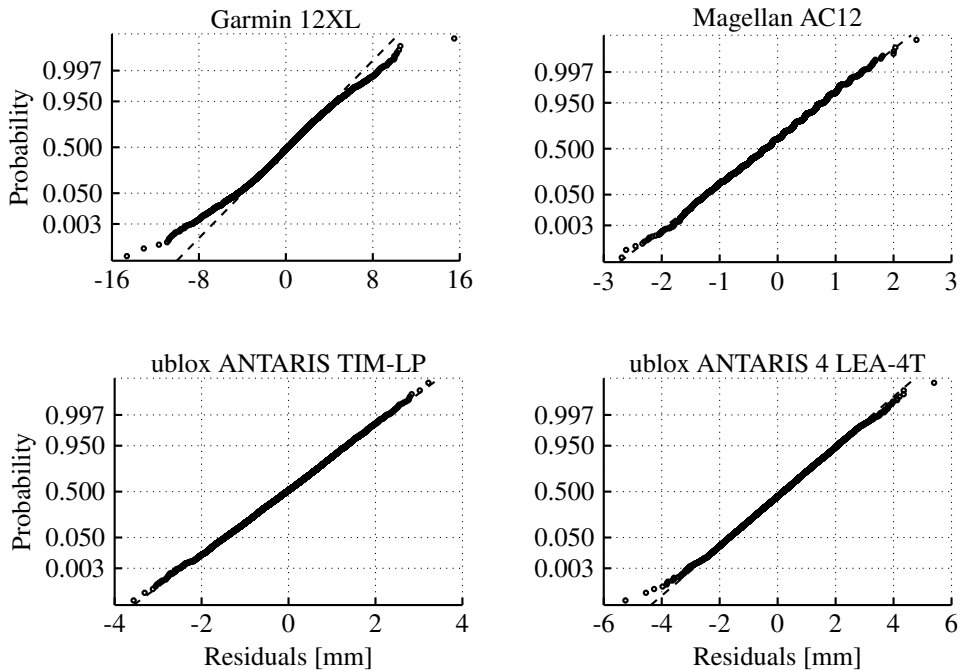 Garmin 12XL
Probability
0.997
0.950
0.500
0.050
0.003
-16 -8 0 8 16
Magellan AC12
0.997
0.950
0.500
0.050
0.003
-3 -2 -1 0 1 2 3
ublox ANTARIS TIM-LP
Probability
0.997
0.950
0.500
0.050
0.003
-4 -2 0 2 4
Residuals [mm]
ublox ANTARIS 4 LEA-4T
0.997
0.950
0.500
0.050
0.003
-6 -4 -2 0 2 4 6
Residuals [mm]